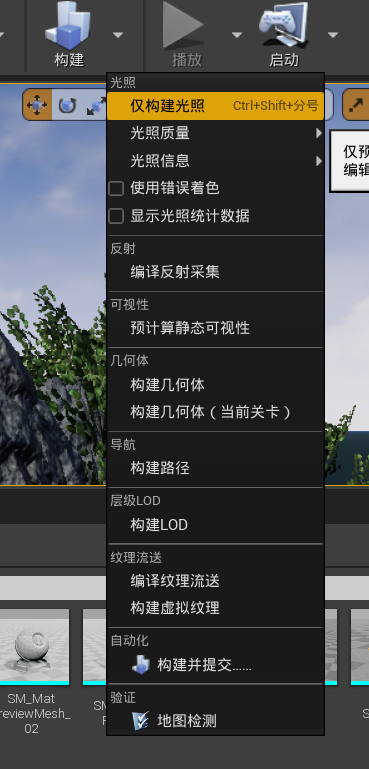 构建
播放
启动
光照
仅构建光照 Ctrl+Shift+分号
光照质量
光照信息
使用错误着色
显示光照统计数据
仅预
编辑
反射
编译反射采集
可视性
预计算静态可视性
几何体
构建几何体
构建几何体（当前关卡）
导航
构建路径
层级LOD
构建LOD
纹理流送
编译纹理流送
构建虚拟纹理
自动化
构建并提交......
验证
地图检测
SM_Mat
reviewMesh_
02